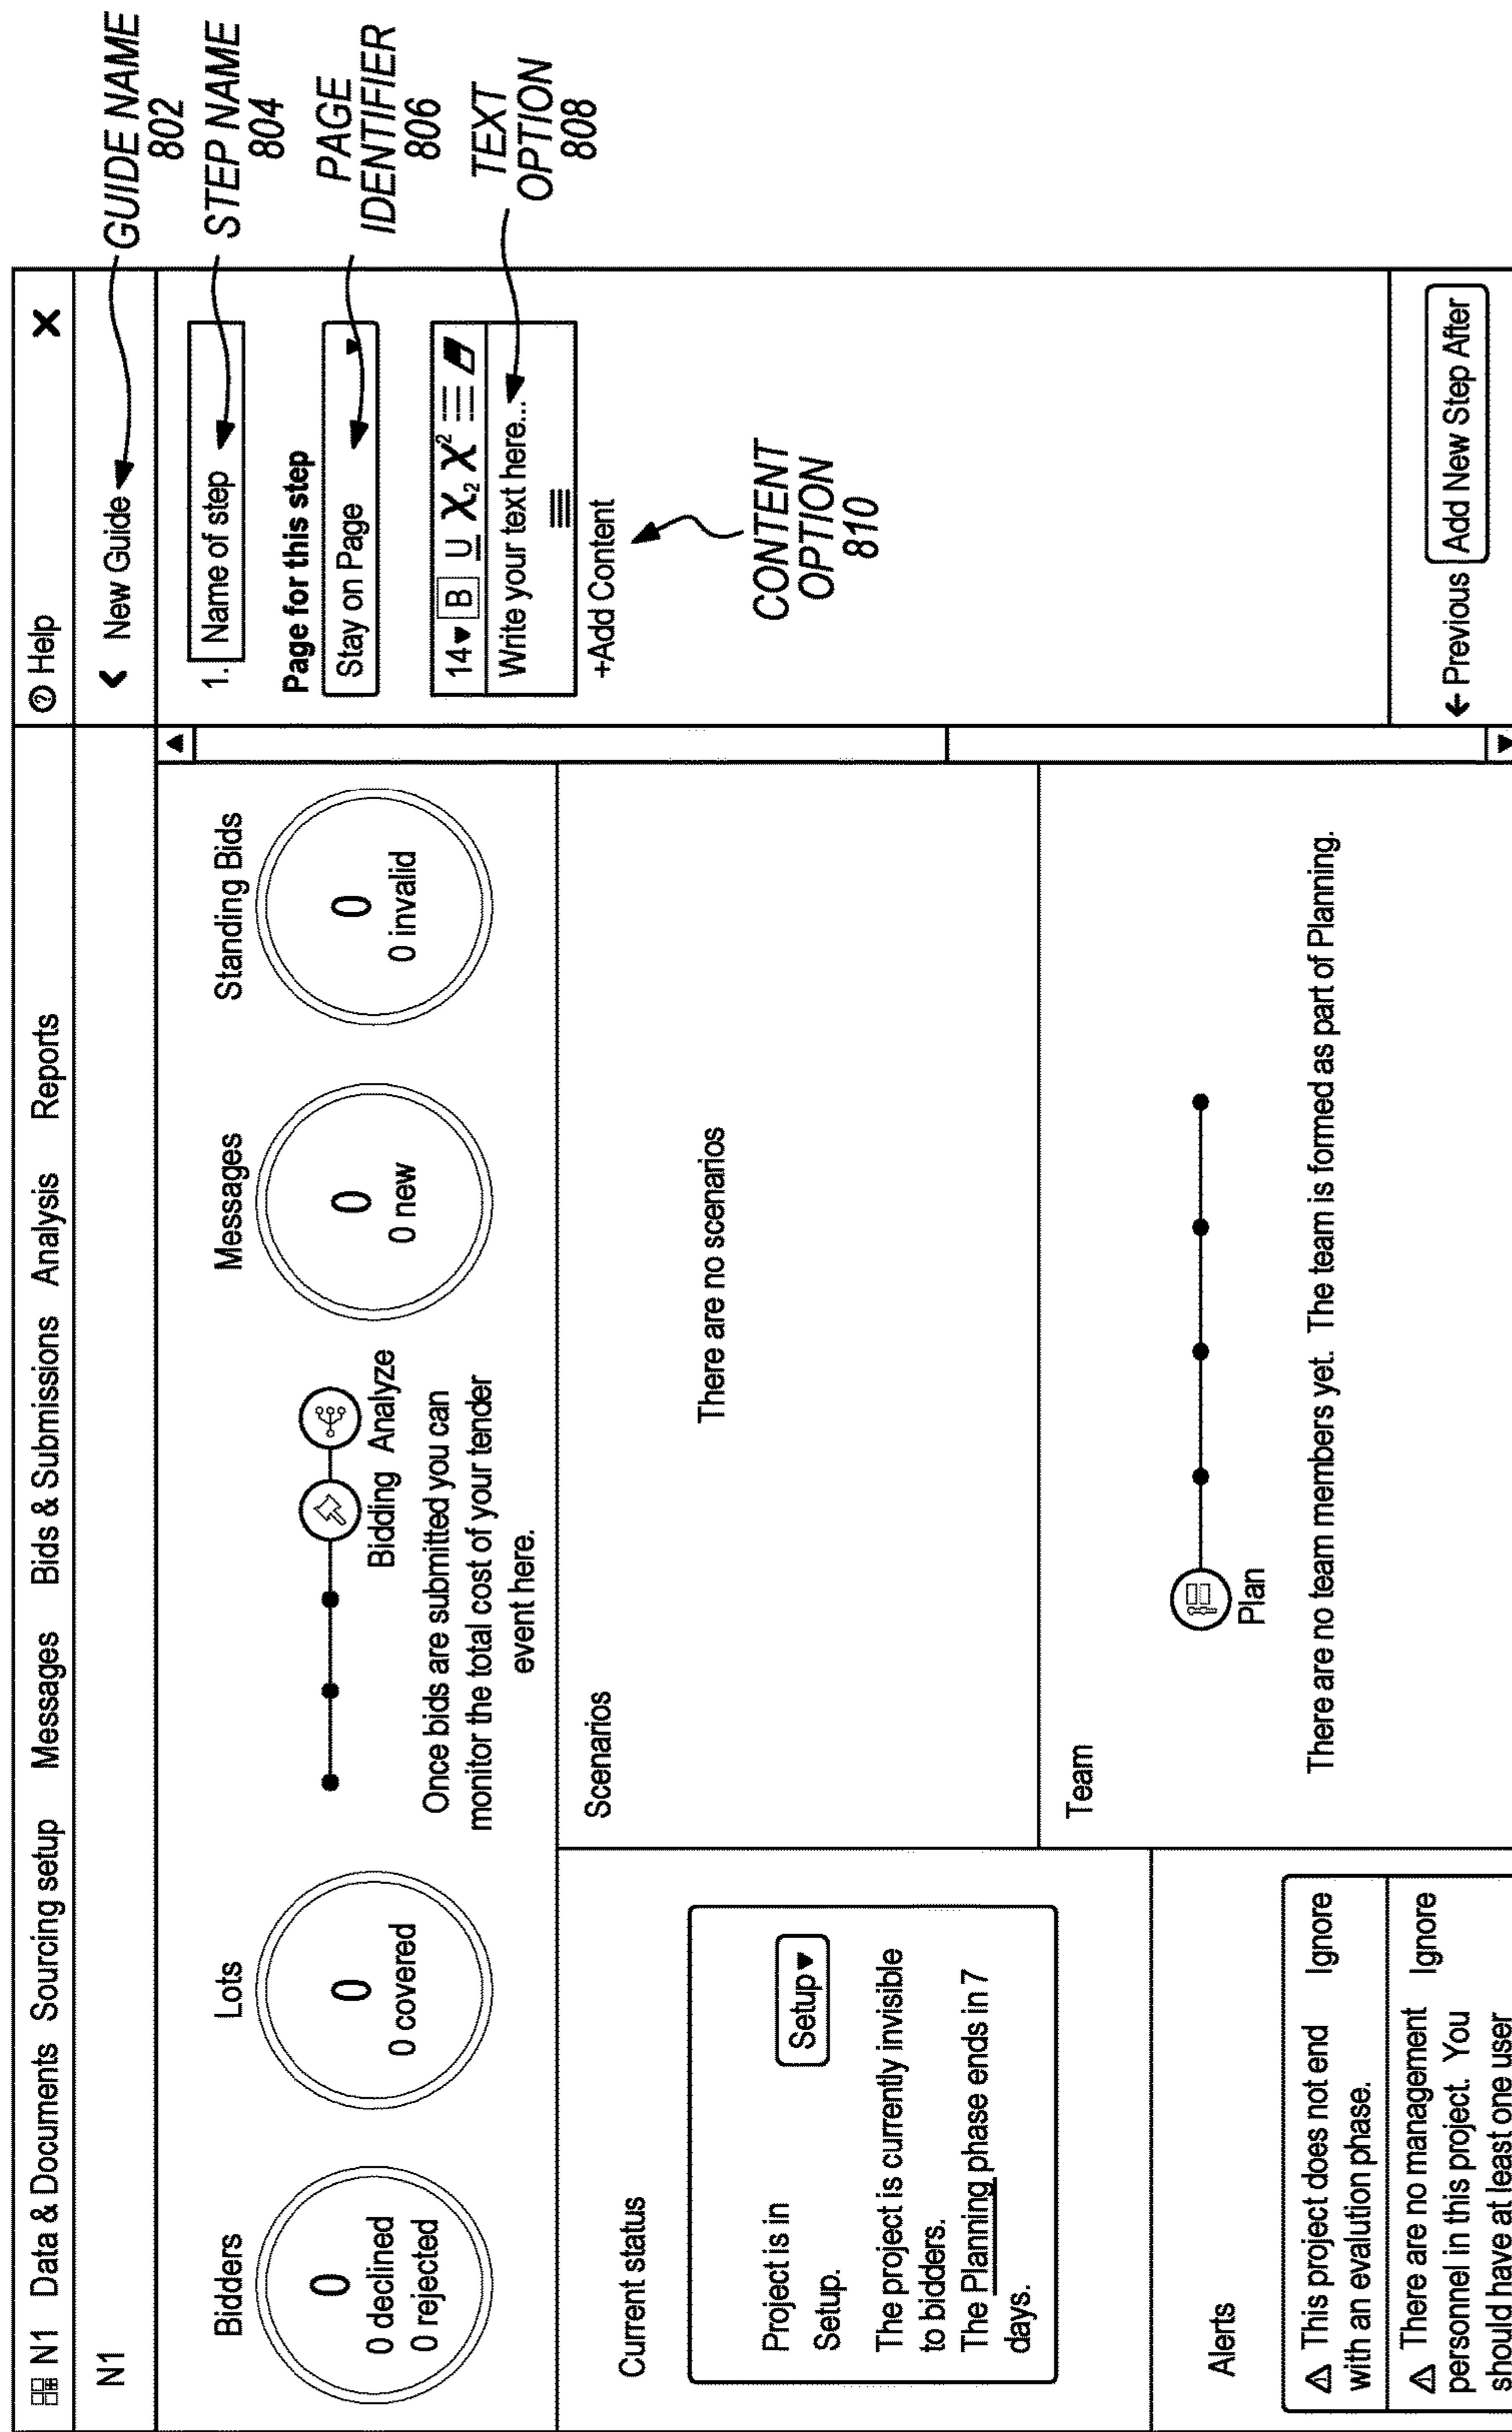 N1 Data & Documents Sourcing setup Messages Bids & Submissions Analysis Reports
? Help X
N1
New Guide
GUIDE NAME
802
Bidders
0
0 declined
0 rejected
Lots
0
0 covered
Bidding Analyze
Once bids are submitted you can
monitor the total cost of your tender
event here.
Messages
0
0 new
Standing Bids
0
0 invalid
1. Name of step
STEP NAME
804
Page for this step
Stay on Page
PAGE
IDENTIFIER
806
14 B U X2 X2
Write your text here...
TEXT
OPTION
808
+Add Content
CONTENT
OPTION
810
Current status
Project is in
Setup.
Setup
The project is currently invisible
to bidders.
The Planning phase ends in 7
days.
Scenarios
There are no scenarios
Team
Plan
There are no team members yet. The team is formed as part of Planning.
Alerts
This project does not end
with an evalution phase.
Ignore
There are no management
personnel in this project. You
should have at least one user
Ignore
Previous
Add New Step After